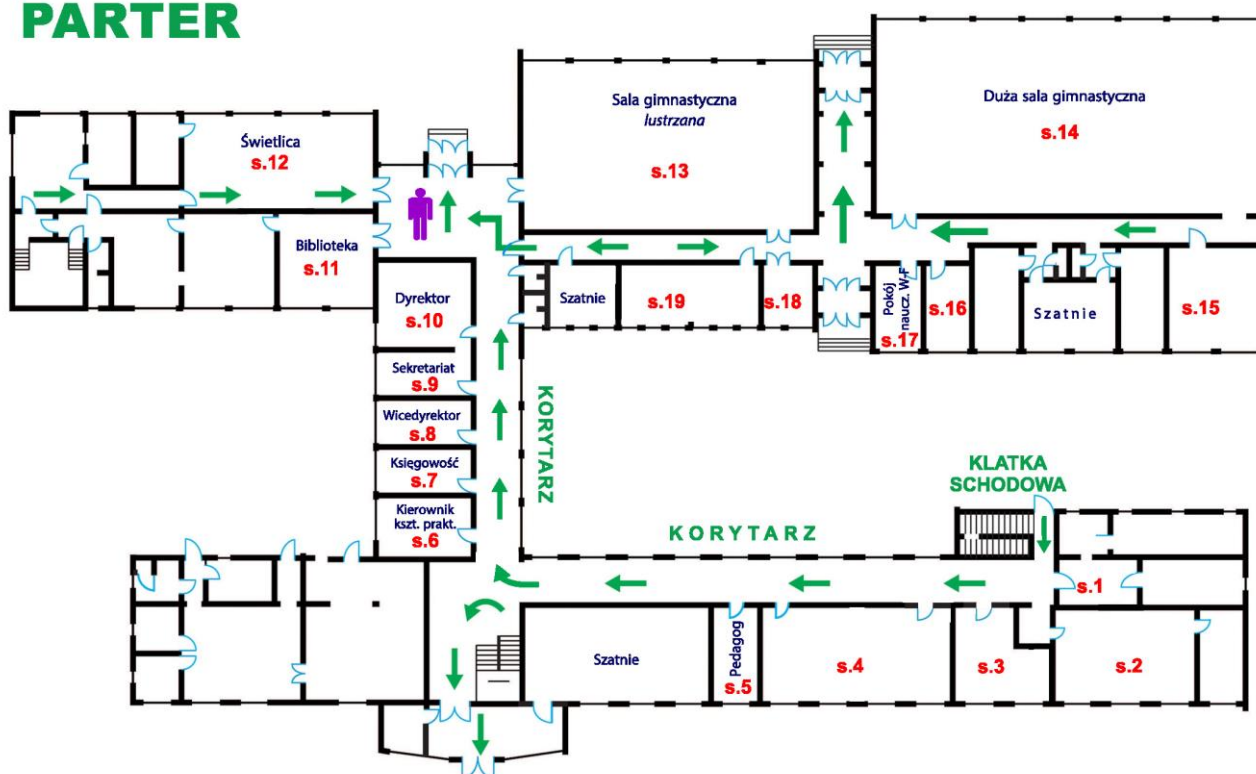 PARTER
Sala gimnastyczna
lustrzana
s.13
Duża sala gimnastyczna
s.14
Świetlica
s.12
Biblioteka
s.11
Dyrektor
s.10
Szatnie
s.19
s.18
Pokój
naucz. W-F
s.17
s.16
Szatnie
s.15
Sekretariat
s.9
Wicedyrektor
s.8
Księgowość
s.7
Kierownik
kszt. prakt.
s.6
KORYTARZ
KLATKA
SCHODOWA
KORYTARZ
s.1
Szatnie
Pedagog
s.5
s.4
s.3
s.2